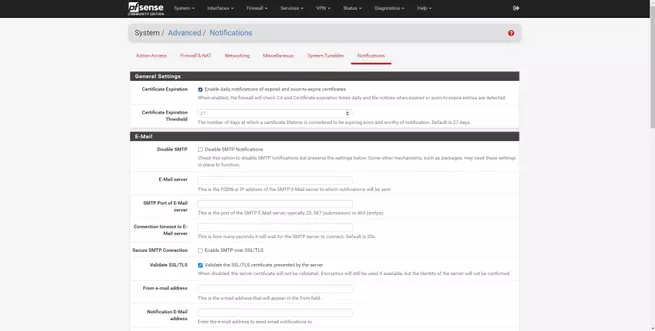 pfsense
COMMUNITY EDITION
System Interfaces Firewall Services VPN Status Diagnostics Help
System / Advanced / Notifications
Admin Access Firewall & NAT Networking Miscellaneous System Tunables Notifications
General Settings
Certificate Expiration Enable daily notifications of expired and soon-to-expire certificates
When enabled, the firewall will check CA and Certificate expiration times daily and file notices when expired or soon-to-expire entries are detected.
Certificate Expiration 27
Threshold The number of days at which a certificate lifetime is considered to be expiring soon and worthy of notification. Default is 27 days.
E-Mail
Disable SMTP Disable SMTP Notifications
Check this option to disable SMTP notifications but preserve the settings below. Some other mechanisms, such as packages, may need these settings
in place to function.
E-Mail server
This is the FQDN or IP address of the SMTP E-Mail server to which notifications will be sent.
SMTP Port of E-Mail
server This is the port of the SMTP E-Mail server, typically 25, 587 (submission) or 465 (smtps).
Connection timeout to E-
Mail server This is how many seconds it will wait for the SMTP server to connect. Default is 20s.
Secure SMTP Connection Enable SMTP over SSL/TLS
Validate SSL/TLS Validate the SSL/TLS certificate presented by the server
When disabled, the server certificate will not be validated. Encryption will still be used if available, but the identity of the server will not be confirmed.
From e-mail address
This is the e-mail address that will appear in the from field.
Notification E-Mail
address Enter the e-mail address to send email notifications to.